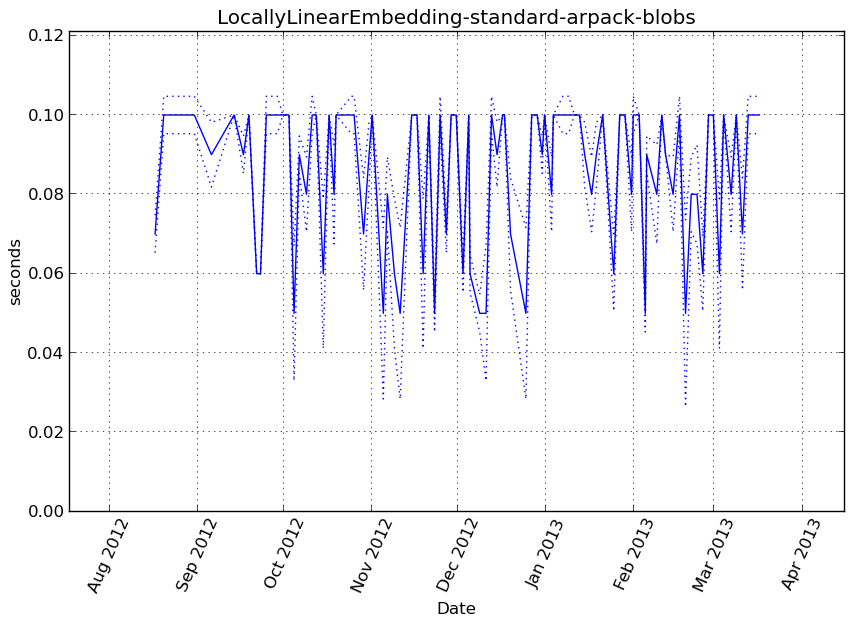 LocallyLinearEmbedding-standard-arpack-blobs
0.12
0.10
0.08
0.06
0.04
0.02
0.00
seconds
Aug 2012
Sep 2012
Oct 2012
Nov 2012
Dec 2012
Jan 2013
Feb 2013
Mar 2013
Apr 2013
Date